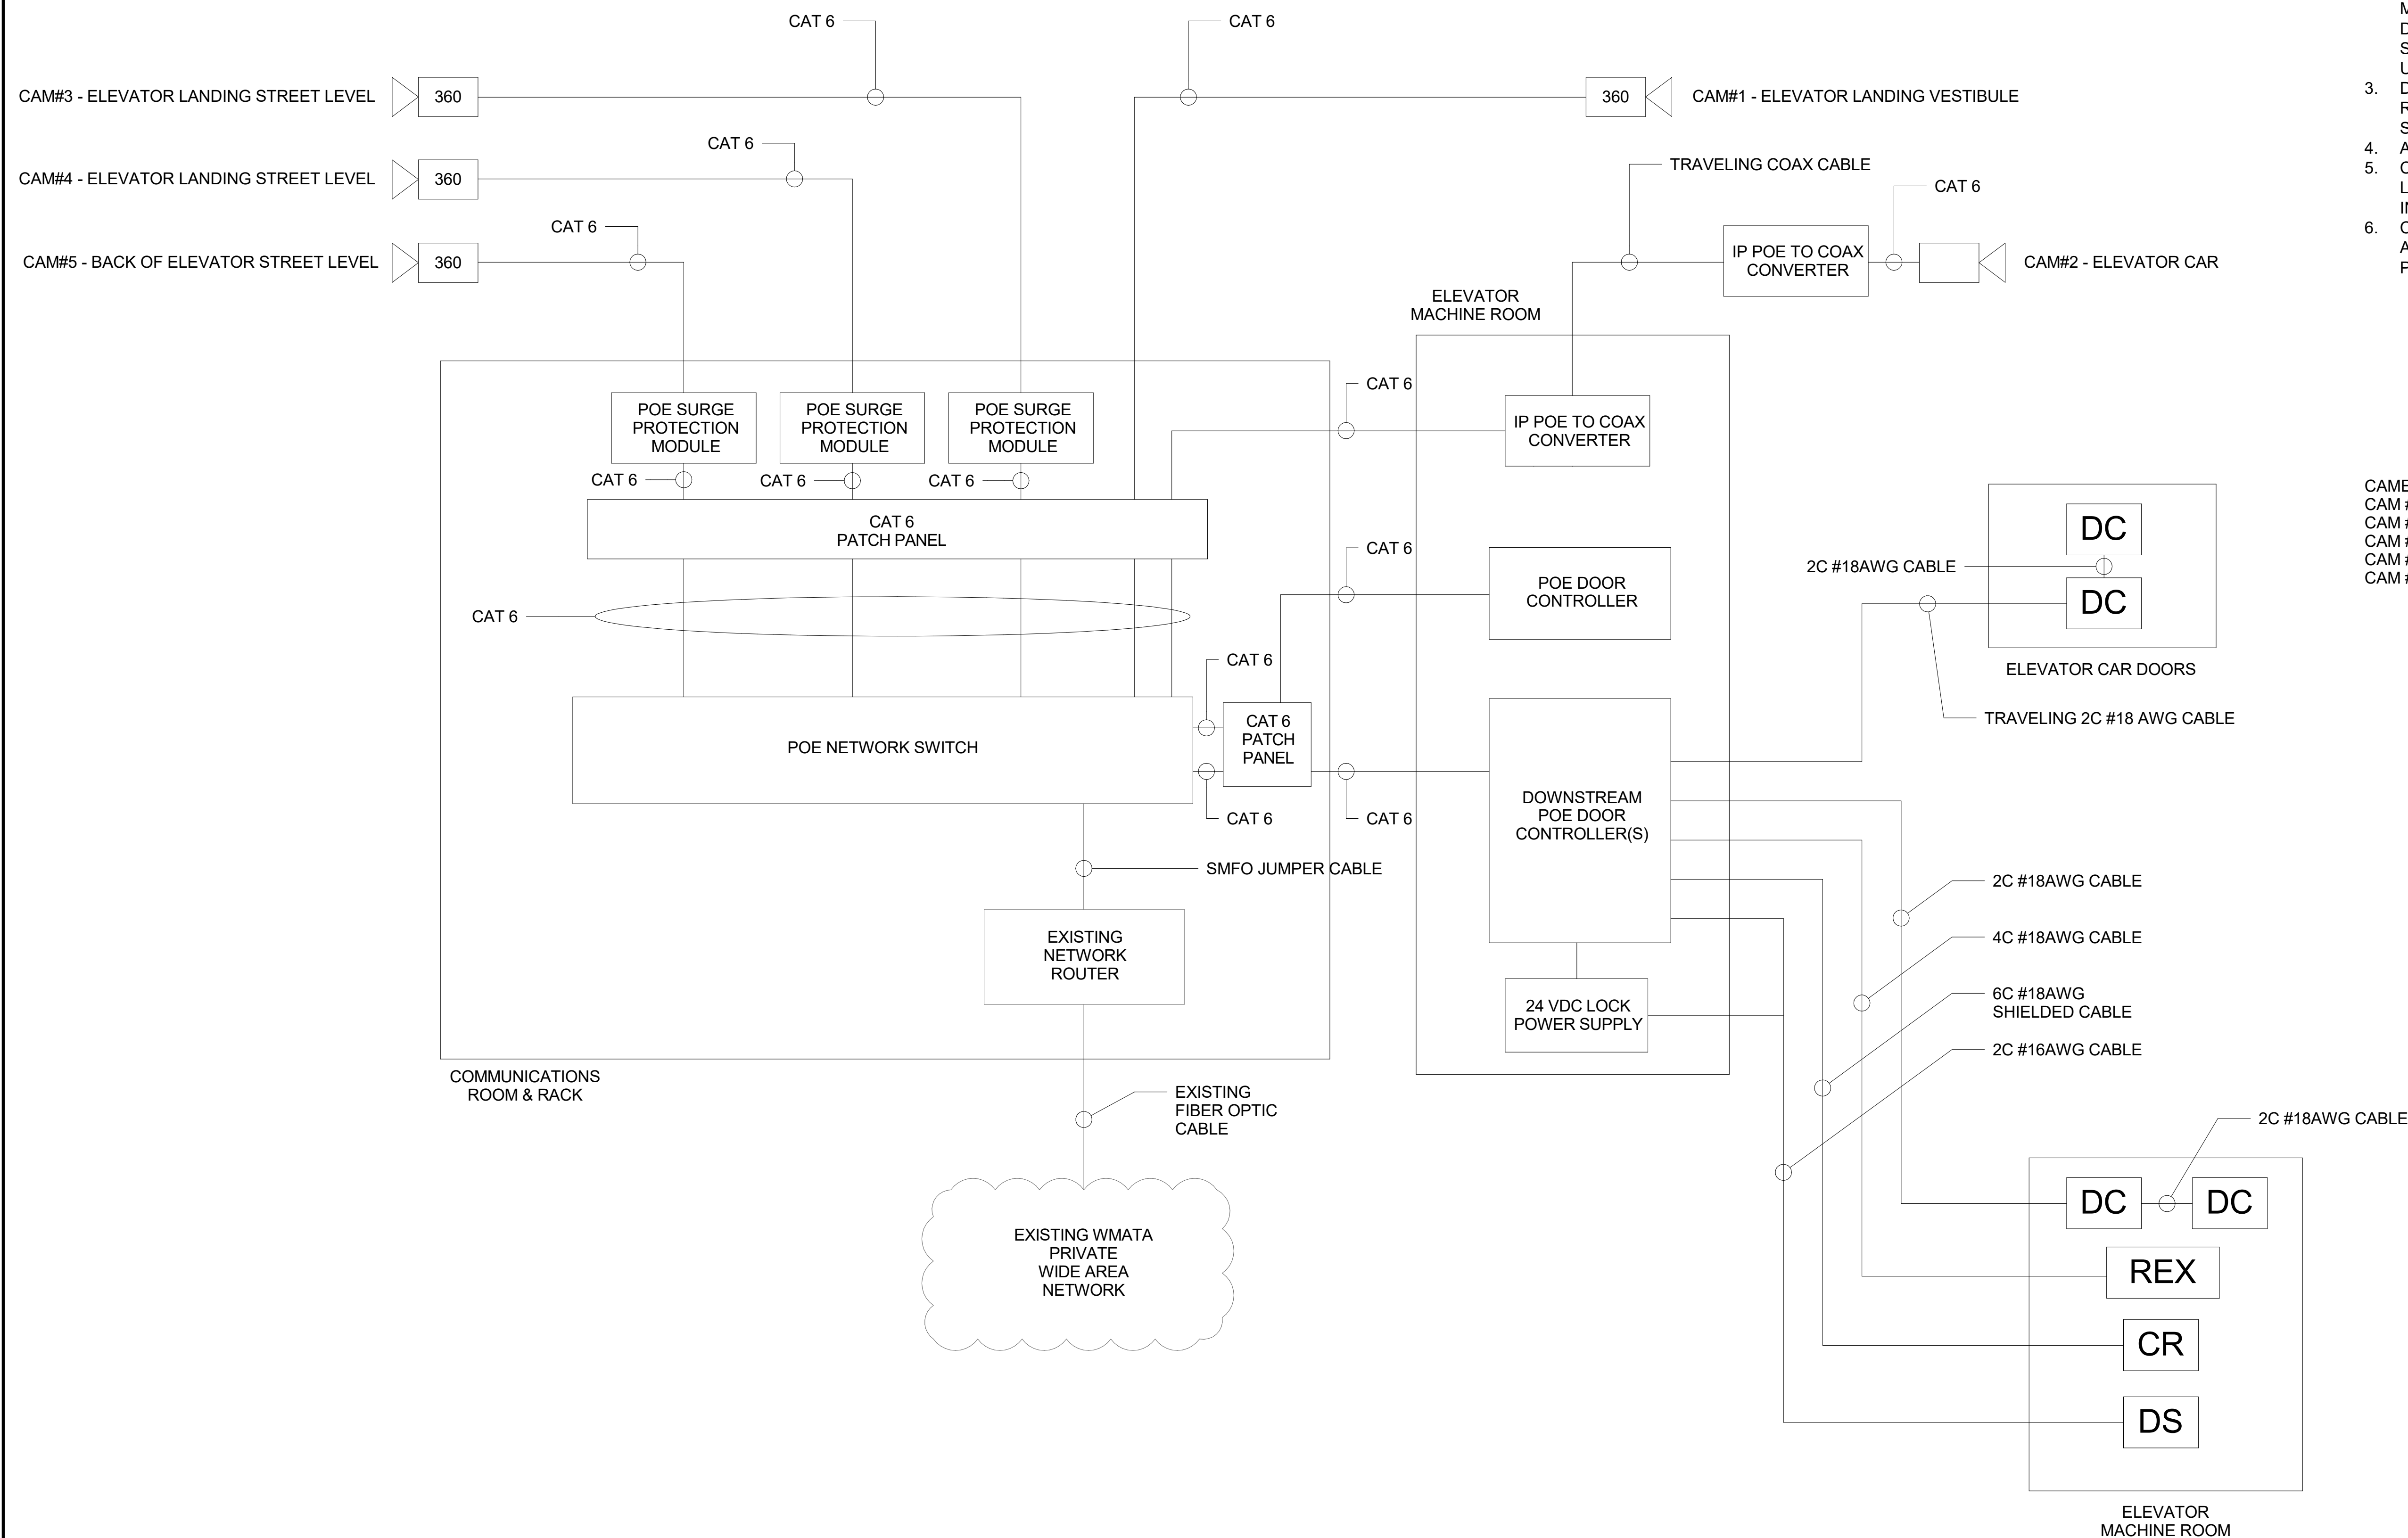 CAT 6
CAT 6
CAM#3 - ELEVATOR LANDING STREET LEVEL
360
360
CAM#1 - ELEVATOR LANDING VESTIBULE
CAT 6
TRAVELING COAX CABLE
CAM#4 - ELEVATOR LANDING STREET LEVEL
360
CAT 6
CAT 6
IP POE TO COAX
CONVERTER
CAM#5 - BACK OF ELEVATOR STREET LEVEL
360
CAM#2 - ELEVATOR CAR
3.
4.
5.
6.
ELEVATOR
MACHINE ROOM
CAT 6
POE SURGE
PROTECTION
MODULE
POE SURGE
PROTECTION
MODULE
POE SURGE
PROTECTION
MODULE
IP POE TO COAX
CONVERTER
CAT 6
CAT 6
CAT 6
CAM #
CAM #
CAM #
CAM #
CAM #
CAT 6
PATCH PANEL
DC
CAT 6
2C #18AWG CABLE
POE DOOR
CONTROLLER
DC
CAT 6
CAT 6
ELEVATOR CAR DOORS
TRAVELING 2C #18 AWG CABLE
POE NETWORK SWITCH
CAT 6
PATCH
PANEL
DOWNSTREAM
POE DOOR
CONTROLLER(S)
CAT 6
CAT 6
SMFO JUMPER CABLE
2C #18AWG CABLE
EXISTING
NETWORK
ROUTER
4C #18AWG CABLE
6C #18AWG
SHIELDED CABLE
24 VDC LOCK
POWER SUPPLY
2C #16AWG CABLE
COMMUNICATIONS
ROOM & RACK
EXISTING
FIBER OPTIC
CABLE
2C #18AWG CABLE
DC
DC
EXISTING WMATA
PRIVATE
WIDE AREA
NETWORK
REX
CR
DS
ELEVATOR
MACHINE ROOM